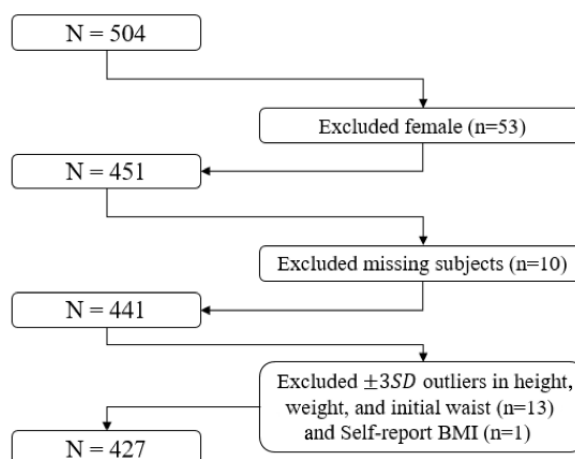 N = 504
Excluded female (n=53)
N = 451
Excluded missing subjects (n=10)
N = 441
Excluded ±3SD outliers in height,
weight, and initial waist (n=13)
and Self-report BMI (n=1)
N = 427